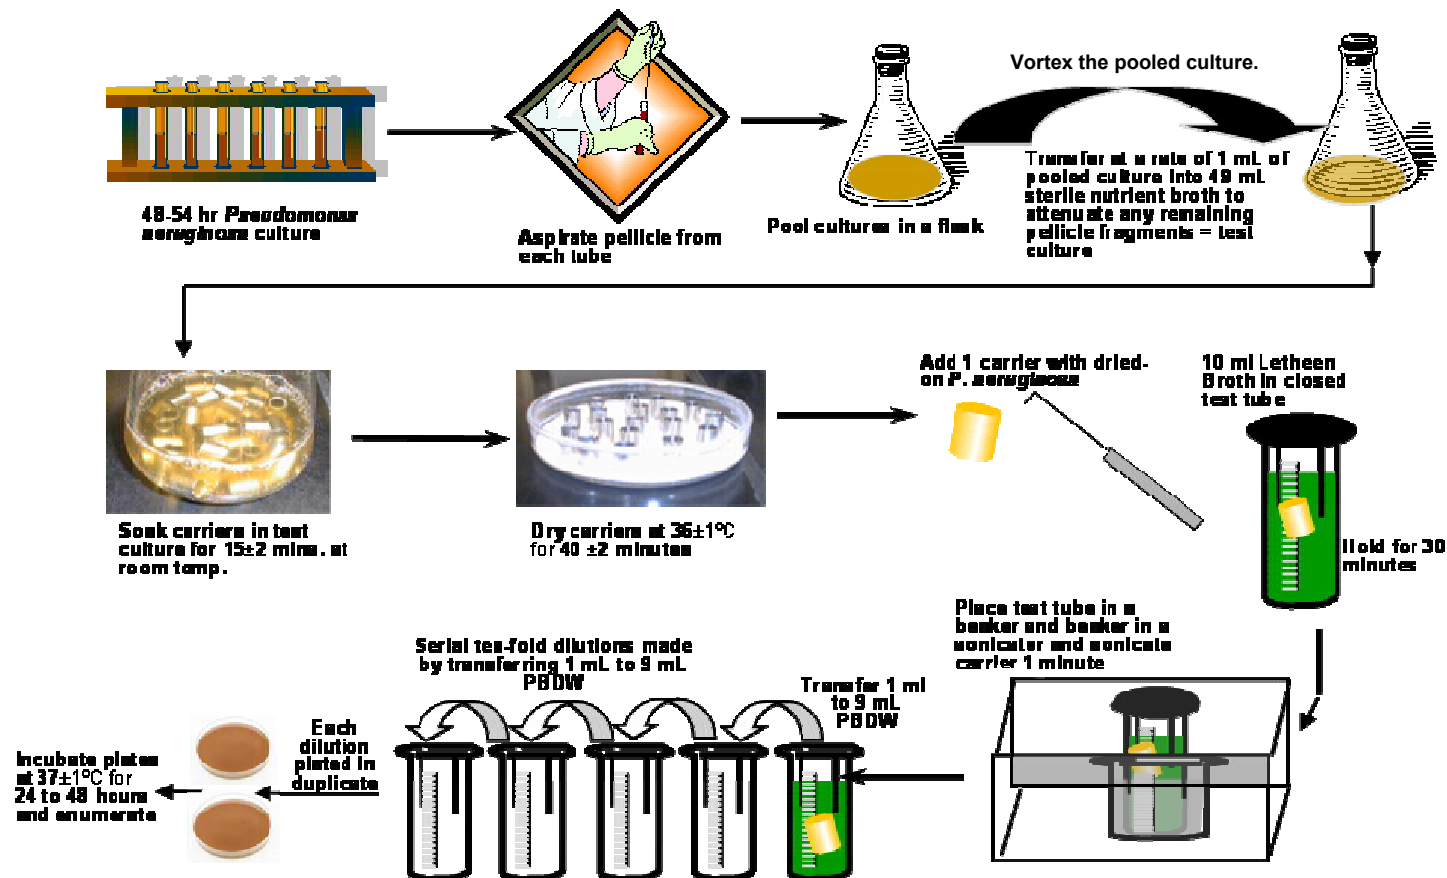 48-54 hr Pseudomonas
aeruginosa culture
Aspirate pellicle from
each tube
Pool cultures in a flask
Vortex the pooled culture.
Transfer at a rate of 1 mL of
pooled culture into 49 mL
sterile nutrient broth to
attenuate any remaining
pellicle fragments = test
culture
Soak carriers in test
culture for 15±2 mins. at
room temp.
Dry carriers at 36±1ºC
for 40 ±2 minutes
Add 1 carrier with dried-
on P. aeruginosa
10 ml Letheen
Broth in closed
test tube
Hold for 30
minutes
Place test tube in a
beaker and beaker in a
sonicator and sonicate
carrier 1 minute
Transfer 1 ml
to 9 mL
PBDW
Serial ten-fold dilutions made
by transferring 1 mL to 9 mL
PBDW
Each
dilution
plated in
duplicate
Incubate plates
at 37±1ºC for
24 to 48 hours
and enumerate